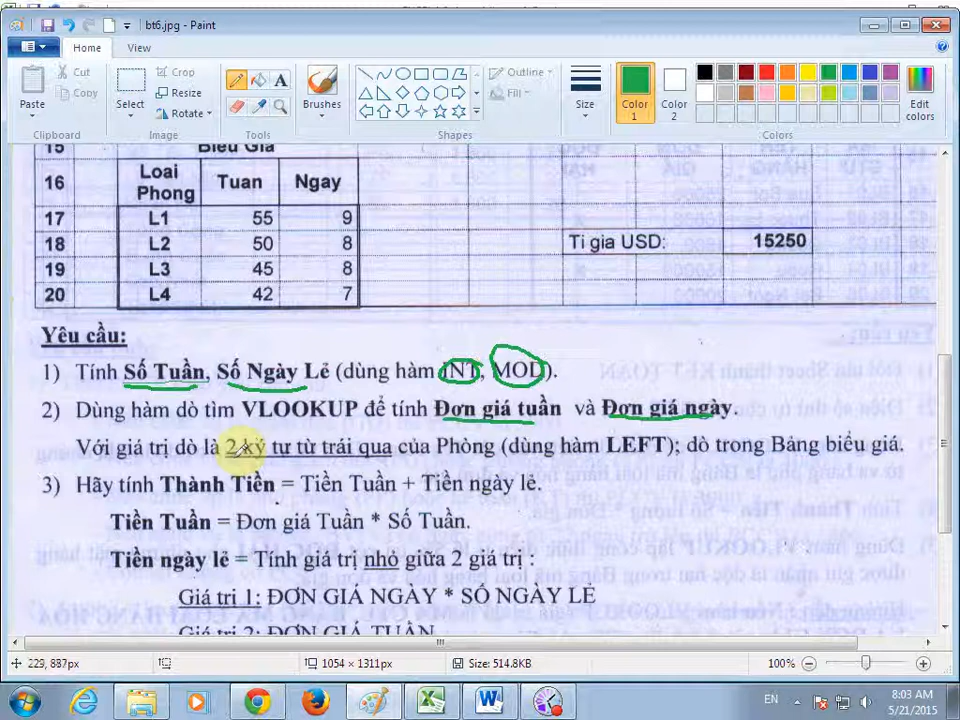 bt6.jpg - Paint
Home View
Paste
Cut
Copy
Select
Crop
Resize
Rotate
Brushes
Outline
Fill
Size
Color 1
Color 2
Edit colors
Clipboard Image Tools Shapes Colors
15 Biểu Giá
16 Loai Phong Tuan Ngay
17 L1 55 9
18 L2 50 8 Ti gia USD: 15250
19 L3 45 8
20 L4 42 7
Yêu cầu:
1) Tính Số Tuần, Số Ngày Lẻ (dùng hàm INT, MOD).
2) Dùng hàm dò tìm VLOOKUP để tính Đơn giá tuần và Đơn giá ngày.
Với giá trị dò là 2 ký tự từ trái qua của Phòng (dùng hàm LEFT); dò trong Bảng biểu giá.
3) Hãy tính Thành Tiền = Tiền Tuần + Tiền ngày lẻ.
Tiền Tuần = Đơn giá Tuần * Số Tuần.
Tiền ngày lẻ = Tính giá trị nhỏ giữa 2 giá trị :
Giá trị 1: ĐƠN GIÁ NGÀY * SỐ NGÀY LẺ
Giá trị 2: ĐƠN GIÁ TUẦN
229, 887px
1054 × 1311px
Size: 514.8KB
100%
EN
8:03 AM
5/21/2015